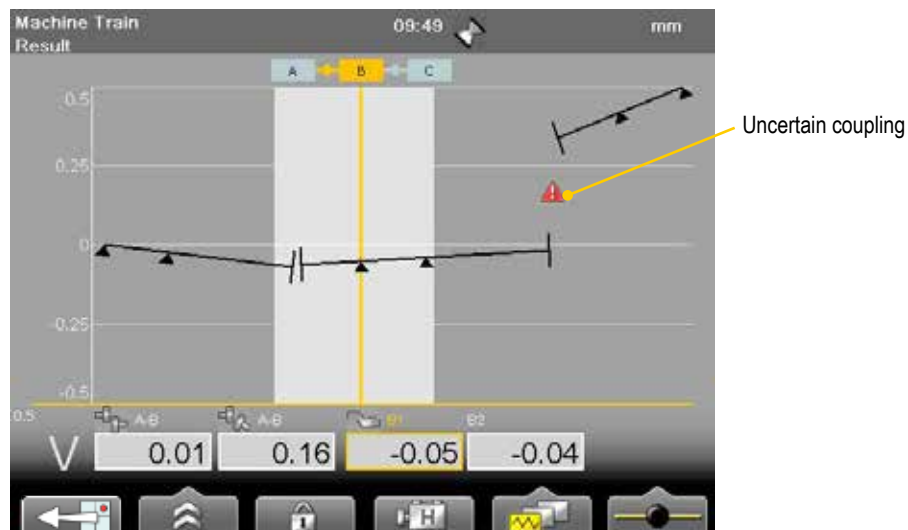 Machine Train
Result
09:49
mm
A B C
0.5
0.25
0
-0.25
-0.5
Uncertain coupling
0.5
A-B A-B B1 B2
V 0.01 0.16 -0.05 -0.04
1 H